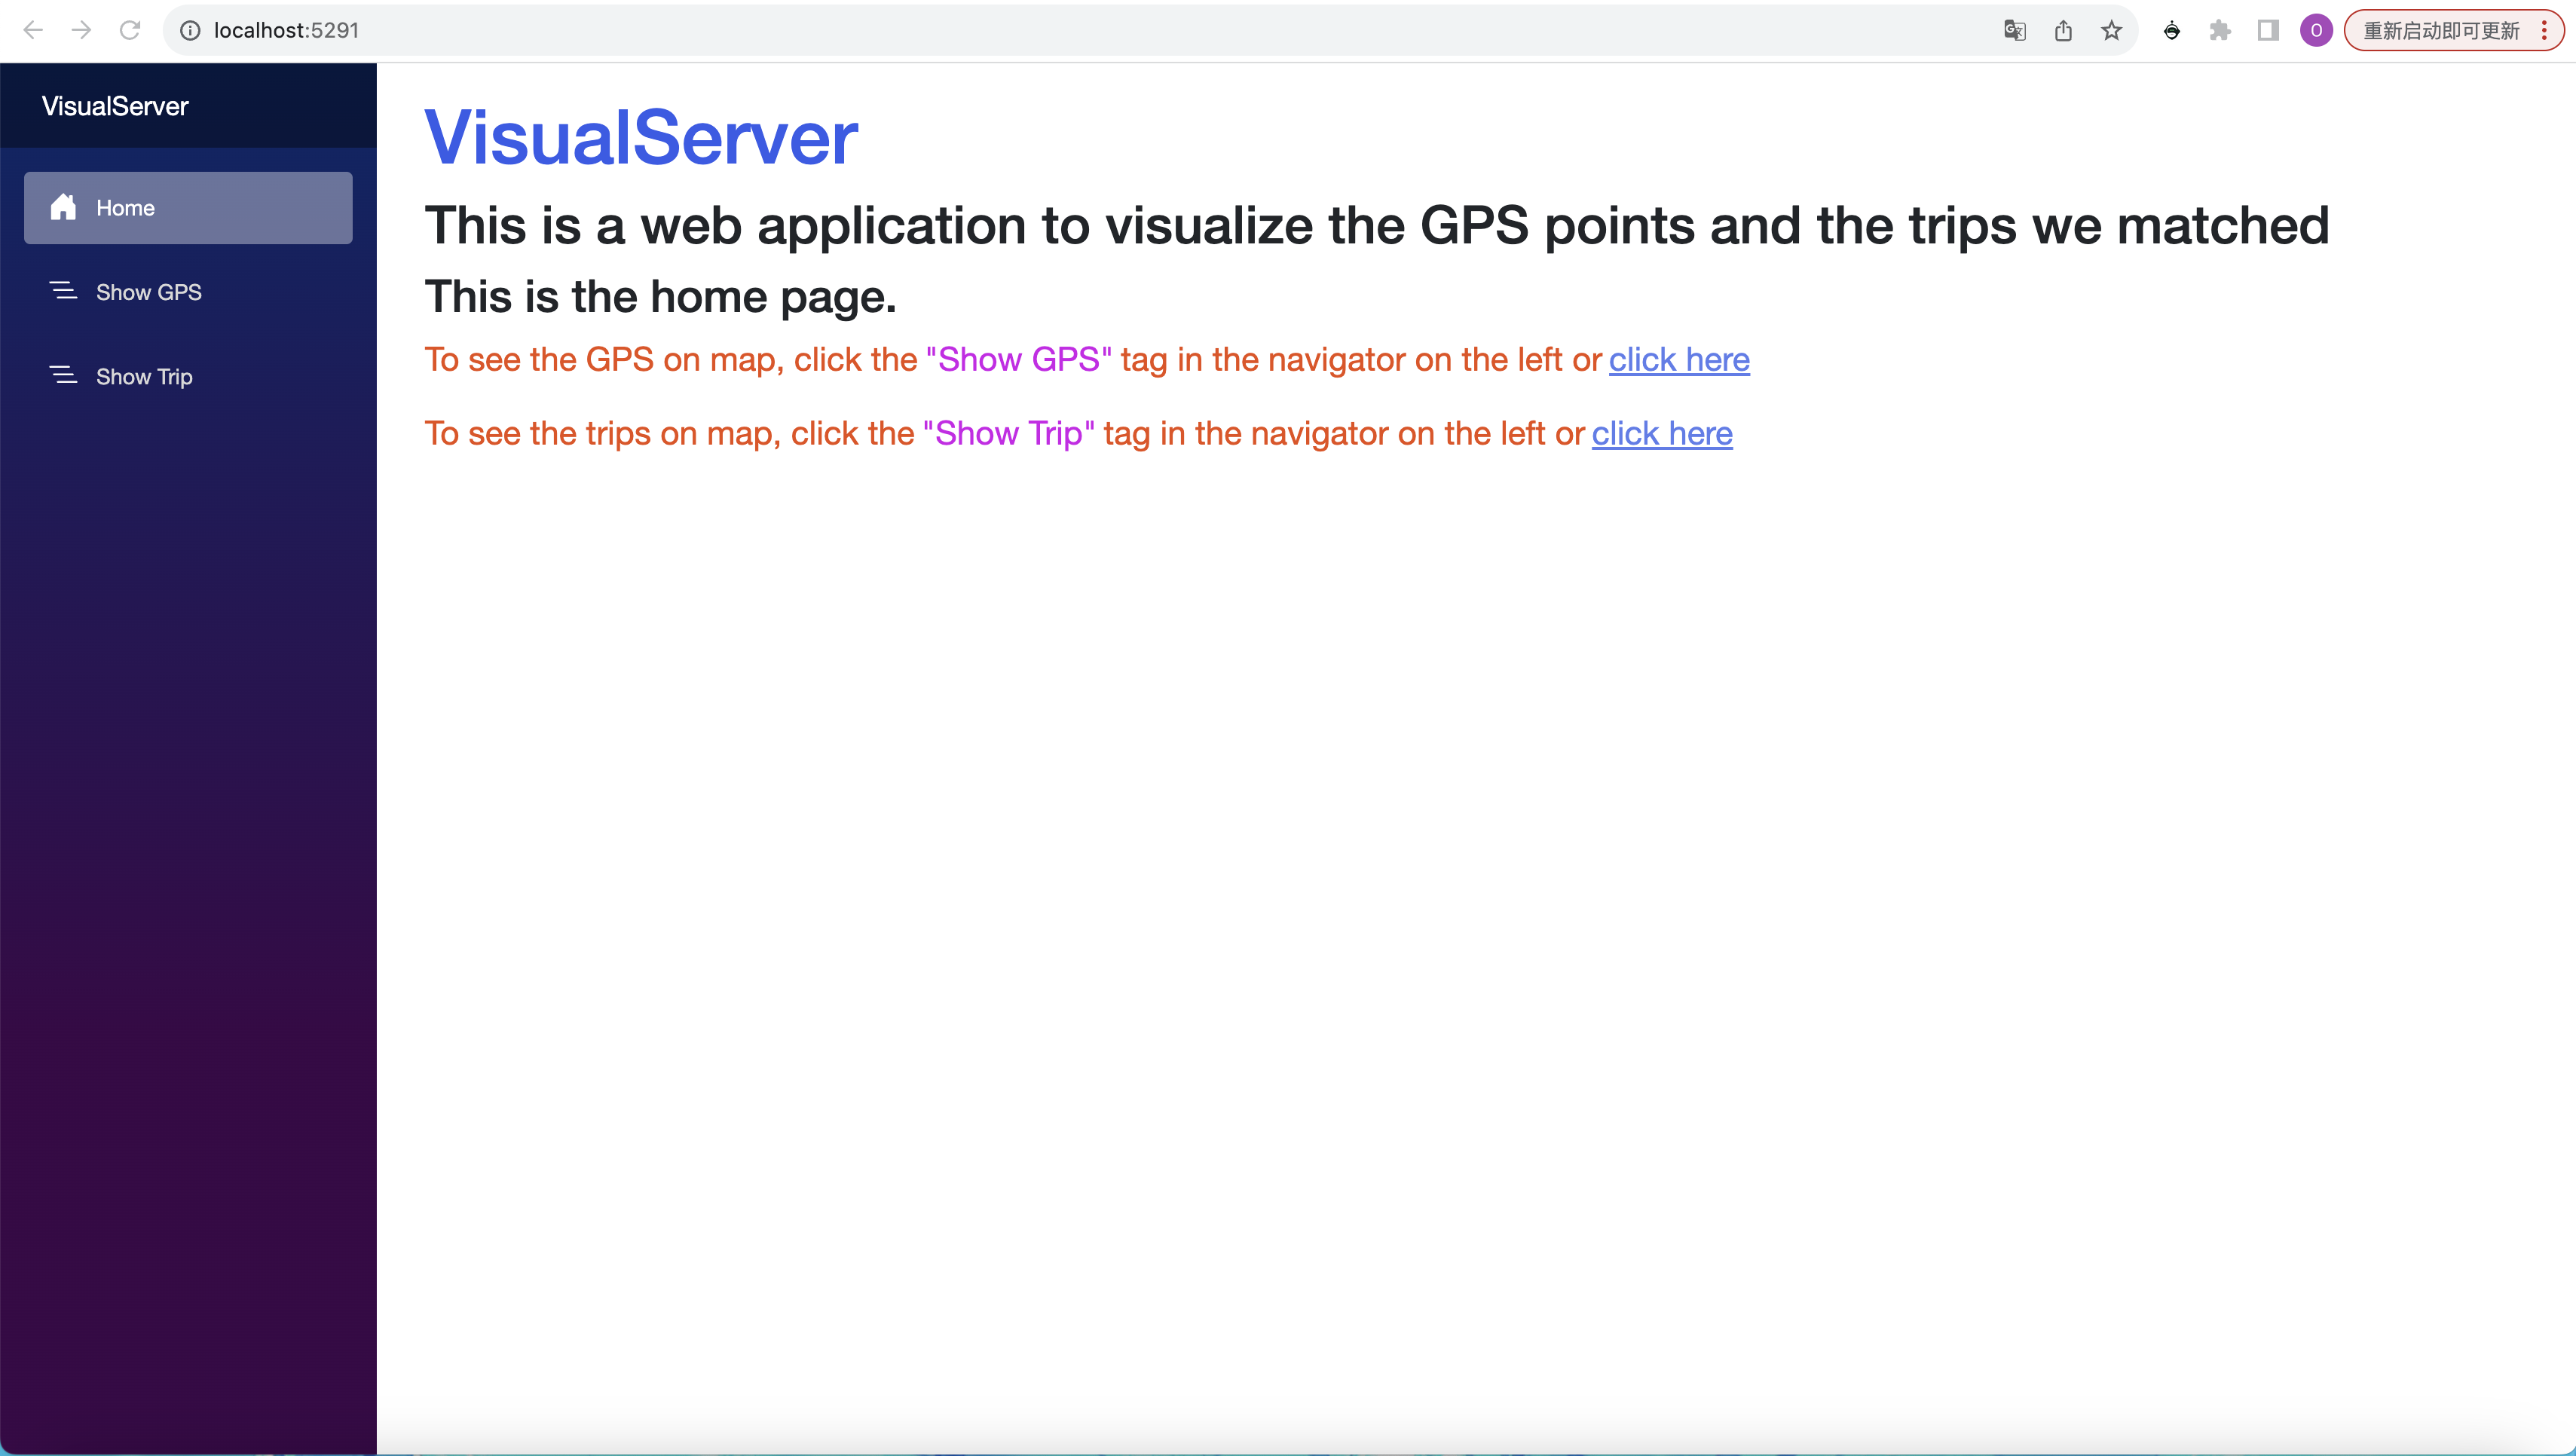 localhost:5291
O
重新启动即可更新
VisualServer
Home
Show GPS
Show Trip
VisualServer
This is a web application to visualize the GPS points and the trips we matched
This is the home page.
To see the GPS on map, click the "Show GPS" tag in the navigator on the left or click here
To see the trips on map, click the "Show Trip" tag in the navigator on the left or click here